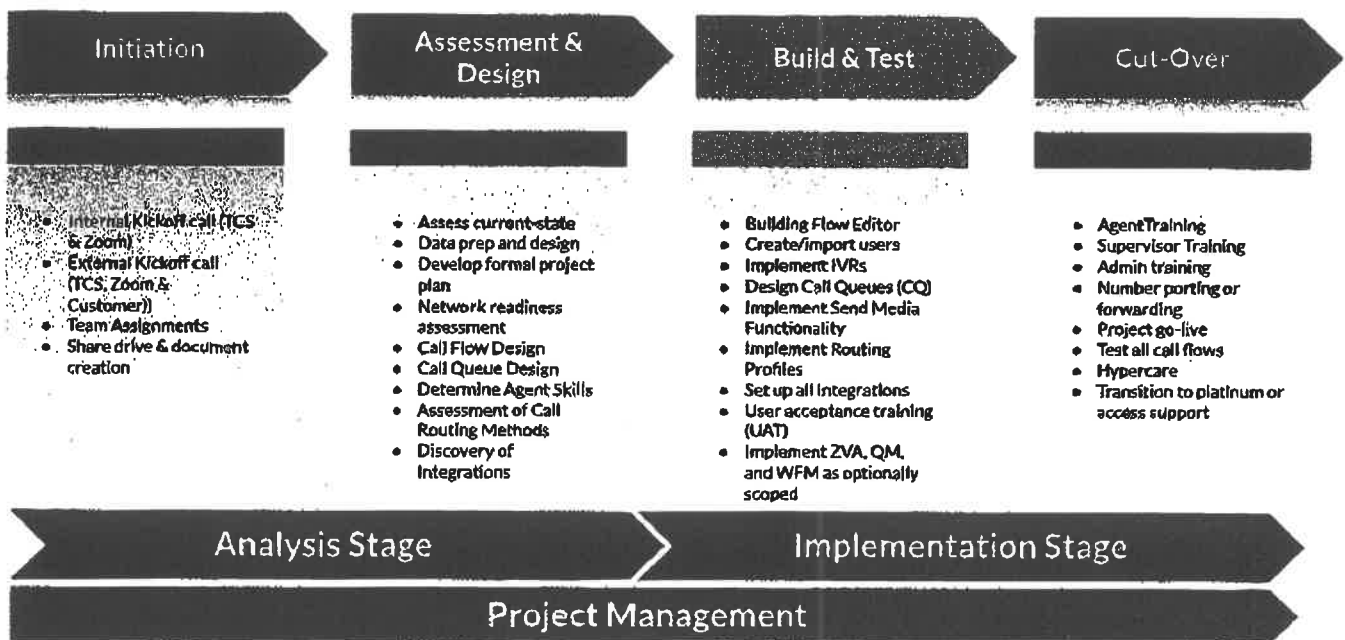 Initiation
Assessment &
Design
Build & Test
Cut-Over
• Internal Kickoff call (TCS
& Zoom)
• External Kickoff call
(TCS, Zoom &
Customer))
• Team Assignments
• Share drive & document
creation
• Assess current-state
• Data prep and design
• Develop formal project
plan
• Network readiness
assessment
• Call Flow Design
• Call Queue Design
• Determine Agent Skills
• Assessment of Call
Routing Methods
• Discovery of
Integrations
• Building Flow Editor
• Create/import users
• Implement IVRs
• Design Call Queues (CQ)
• Implement Send Media
Functionality
• Implement Routing
Profiles
• Set up all integrations
• User acceptance training
(UAT)
• Implement ZVA, QM,
and WFM as optionally
scoped
• AgentTraining
• Supervisor Training
• Admin training
• Number porting or
forwarding
• Project go-live
• Test all call flows
• Hypercare
• Transition to platinum or
access support
Analysis Stage
Implementation Stage
Project Management